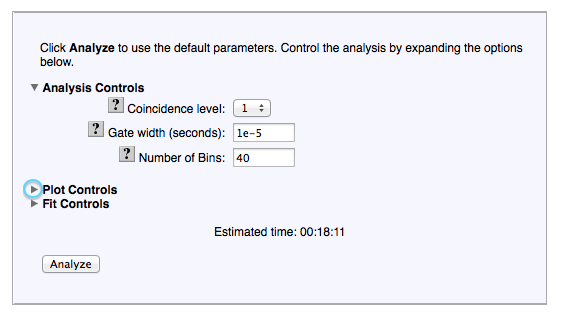 Click Analyze to use the default parameters. Control the analysis by expanding the options
below.
Analysis Controls
? Coincidence level: 1
? Gate width (seconds): 1e-5
? Number of Bins: 40
Plot Controls
Fit Controls
Estimated time: 00:18:11
Analyze